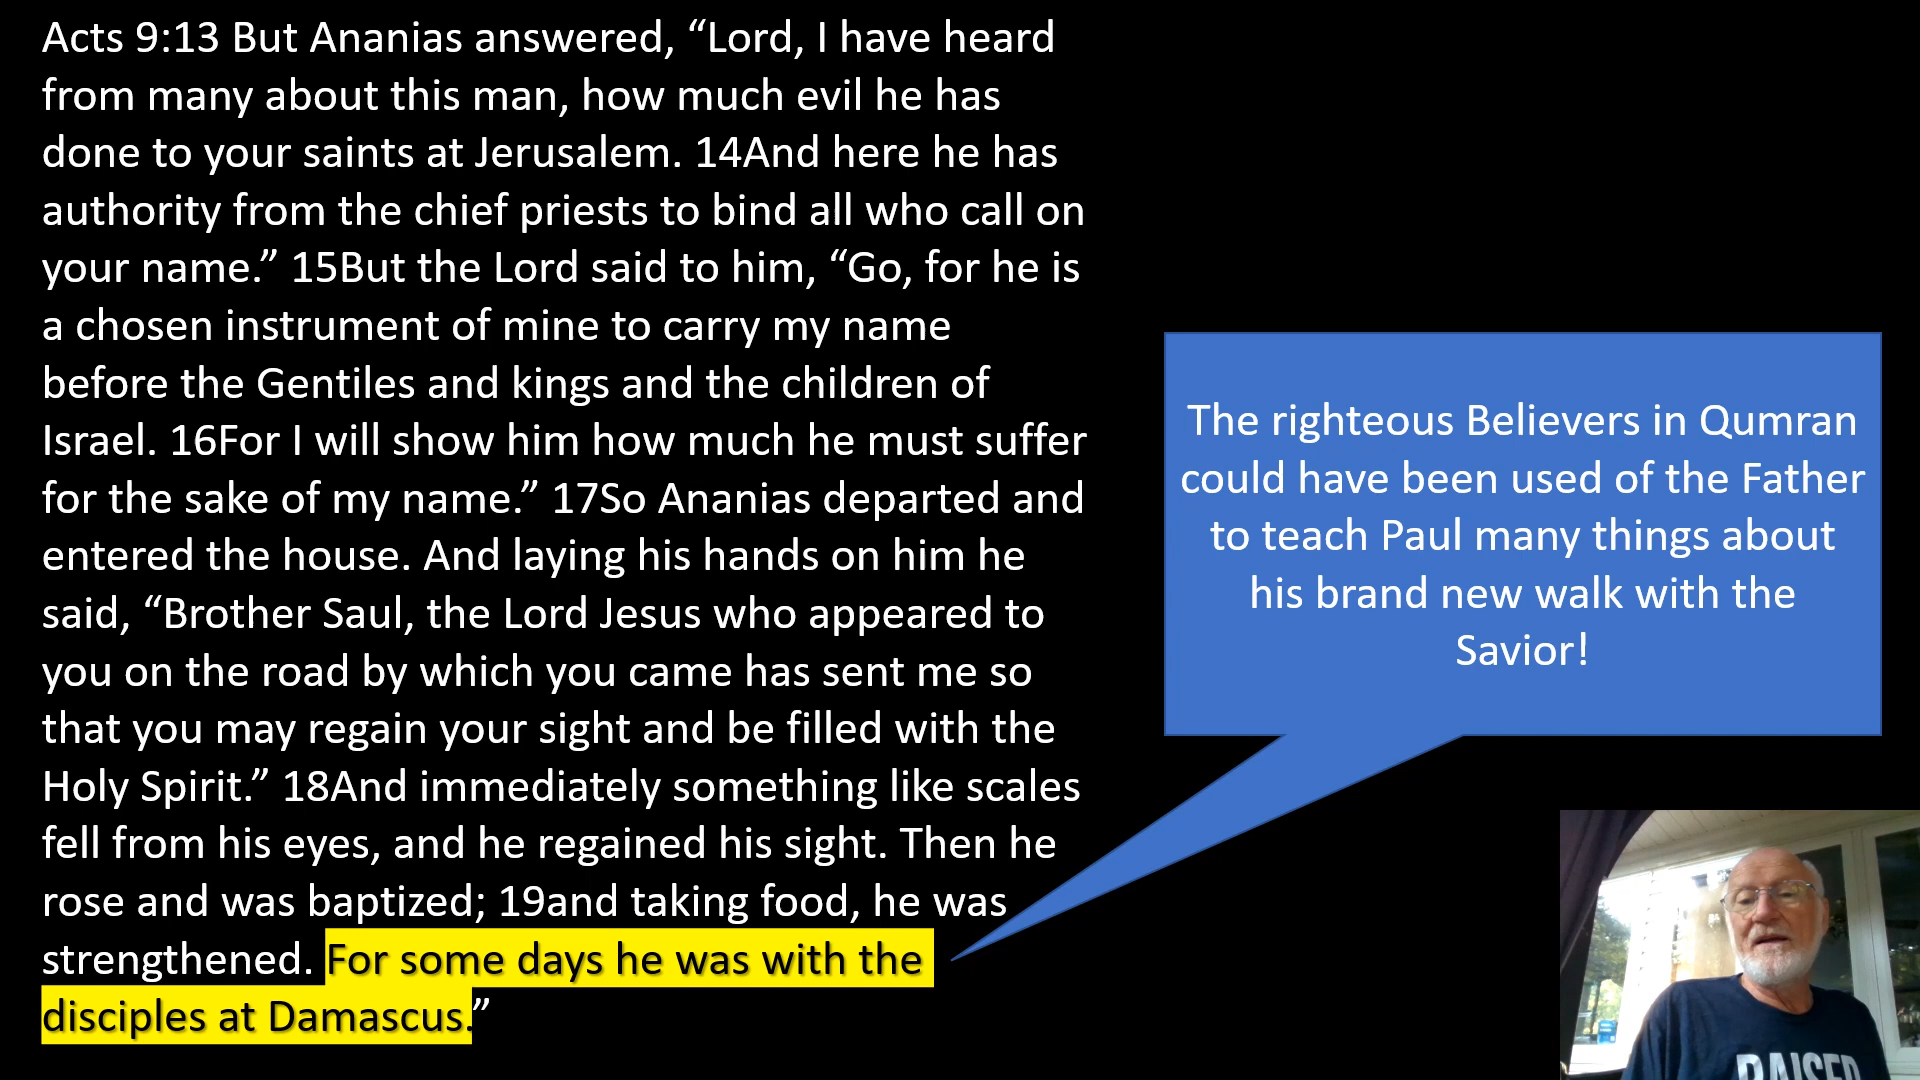 Acts 9:13 But Ananias answered, “Lord, I have heard
from many about this man, how much evil he has
done to your saints at Jerusalem. 14And here he has
authority from the chief priests to bind all who call on
your name.” 15But the Lord said to him, “Go, for he is
a chosen instrument of mine to carry my name
before the Gentiles and kings and the children of
Israel. 16For I will show him how much he must suffer
for the sake of my name.” 17So Ananias departed and
entered the house. And laying his hands on him he
said, “Brother Saul, the Lord Jesus who appeared to
you on the road by which you came has sent me so
that you may regain your sight and be filled with the
Holy Spirit.” 18And immediately something like scales
fell from his eyes, and he regained his sight. Then he
rose and was baptized; 19and taking food, he was
strengthened. For some days he was with the
disciples at Damascus.”
The righteous Believers in Qumran
could have been used of the Father
to teach Paul many things about
his brand new walk with the
Savior!
RAISED